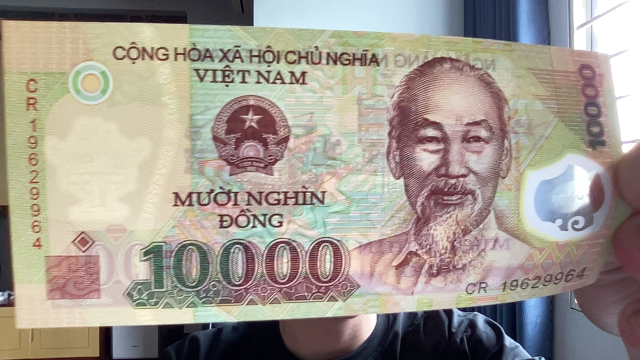 CỘNG HÒA XÃ HỘI CHỦ NGHĨA
VIỆT NAM
CR 19629964
MƯỜI NGHÌN
ĐỒNG
10000
10000
CR 19629964